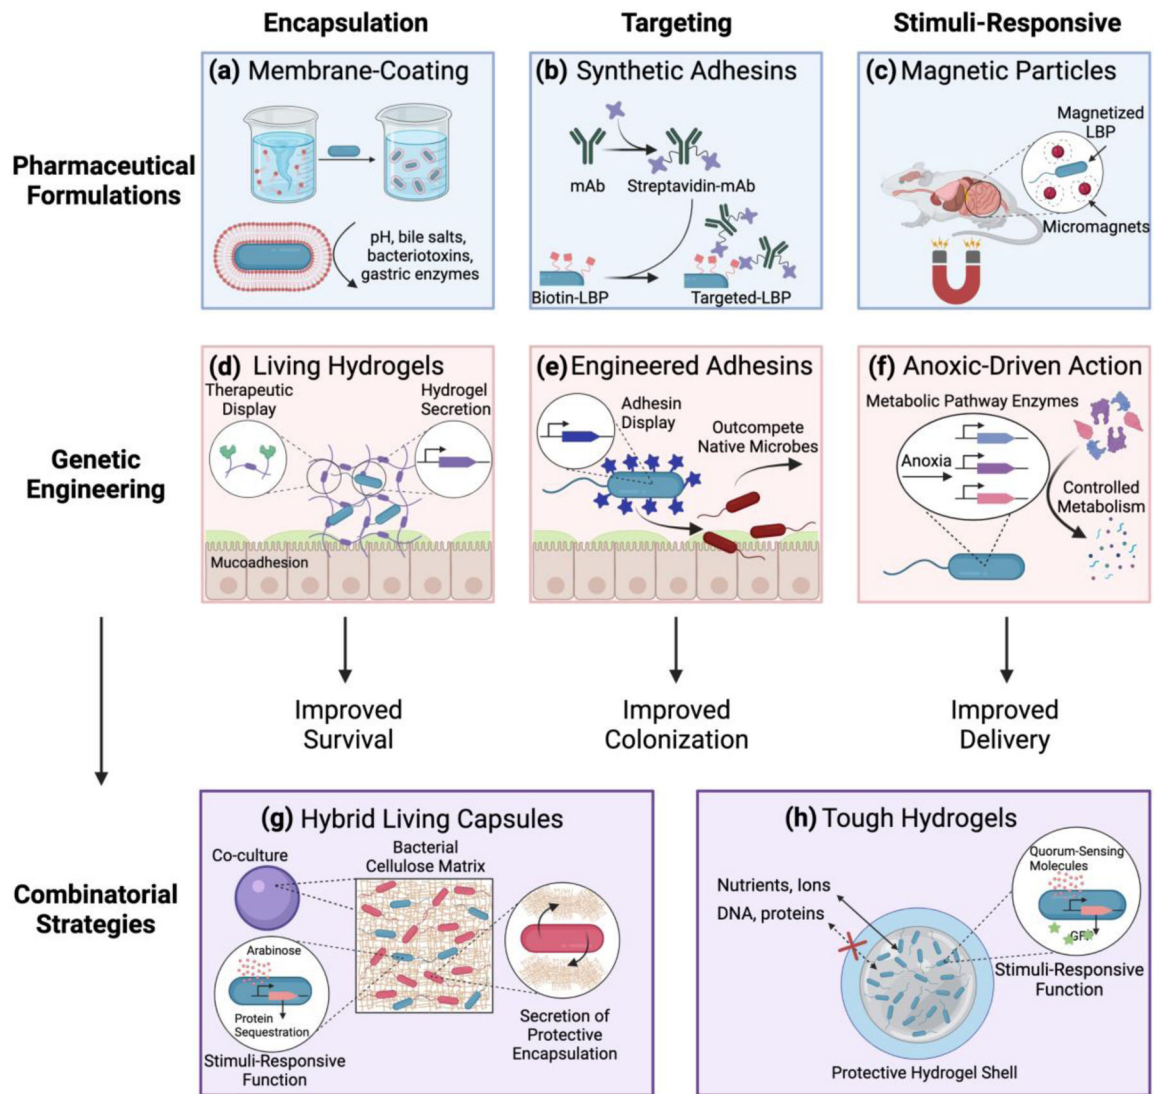 Encapsulation
Targeting
Stimuli-Responsive
Pharmaceutical
Formulations
(a) Membrane-Coating
pH, bile salts,
bacteriotoxins,
gastric enzymes
(b) Synthetic Adhesins
mAb
Streptavidin-mAb
Biotin-LBP
Targeted-LBP
(c) Magnetic Particles
Magnetized
LBP
Micromagnets
Genetic
Engineering
(d) Living Hydrogels
Therapeutic
Display
Hydrogel
Secretion
Mucoadhesion
(e) Engineered Adhesins
Adhesin
Display
Outcompete
Native Microbes
(f) Anoxic-Driven Action
Metabolic Pathway Enzymes
Anoxia
Controlled
Metabolism
Improved
Survival
Improved
Colonization
Improved
Delivery
Combinatorial
Strategies
(g) Hybrid Living Capsules
Co-culture
Bacterial
Cellulose Matrix
Arabinose
Protein
Sequestration
Stimuli-Responsive
Function
Secretion of
Protective
Encapsulation
(h) Tough Hydrogels
Nutrients, Ions
DNA, proteins
Quorum-Sensing
Molecules
GFP
Stimuli-Responsive
Function
Protective Hydrogel Shell